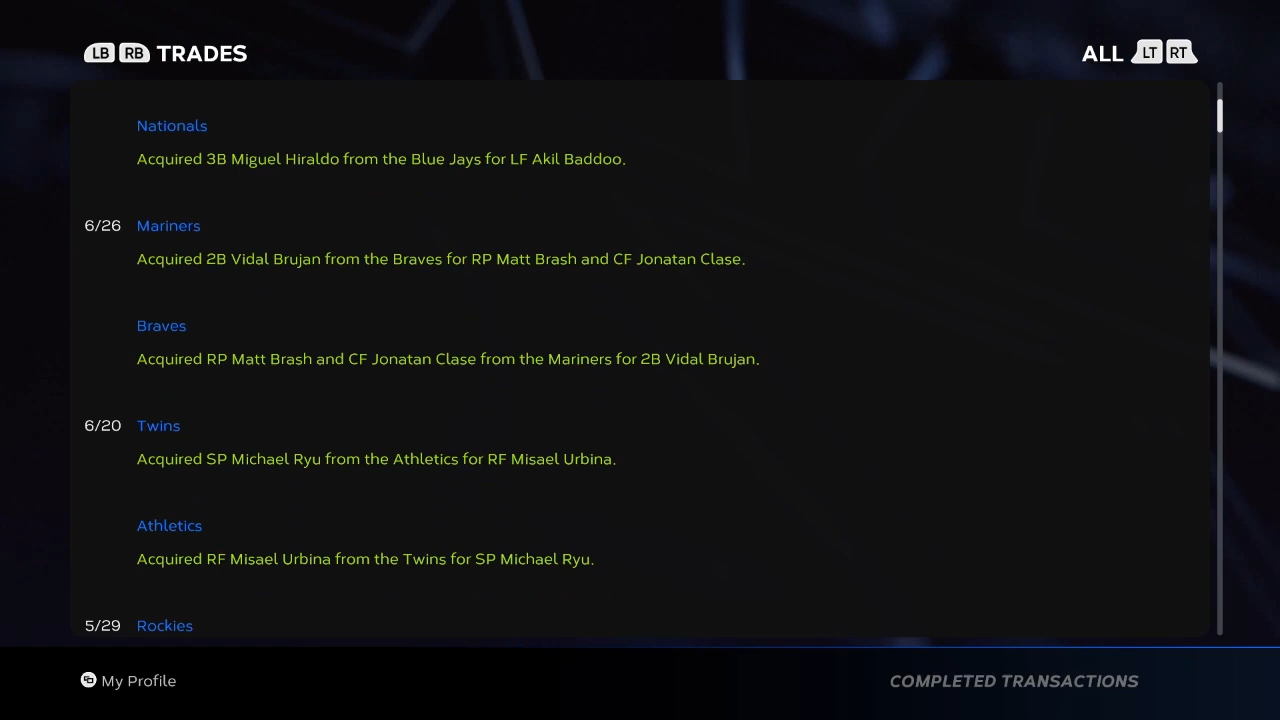 LB RB TRADES
ALL LT RT
Nationals
Acquired 3B Miguel Hiraldo from the Blue Jays for LF Akil Baddoo.
6/26 Mariners
Acquired 2B Vidal Brujan from the Braves for RP Matt Brash and CF Jonatan Clase.
Braves
Acquired RP Matt Brash and CF Jonatan Clase from the Mariners for 2B Vidal Brujan.
6/20 Twins
Acquired SP Michael Ryu from the Athletics for RF Misael Urbina.
Athletics
Acquired RF Misael Urbina from the Twins for SP Michael Ryu.
5/29 Rockies
My Profile
COMPLETED TRANSACTIONS